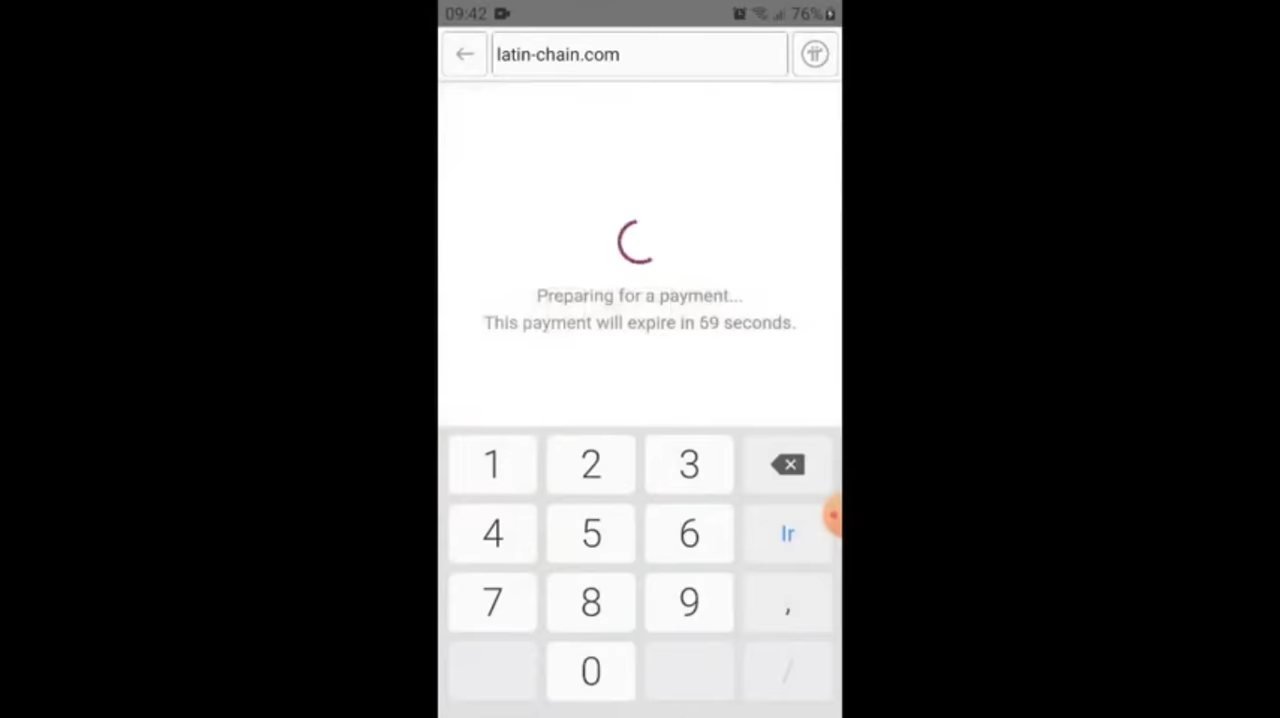 09:42 76%
latin-chain.com
Preparing for a payment...
This payment will expire in 59 seconds.
1 2 3
4 5 6 Ir
7 8 9 ,
0 /